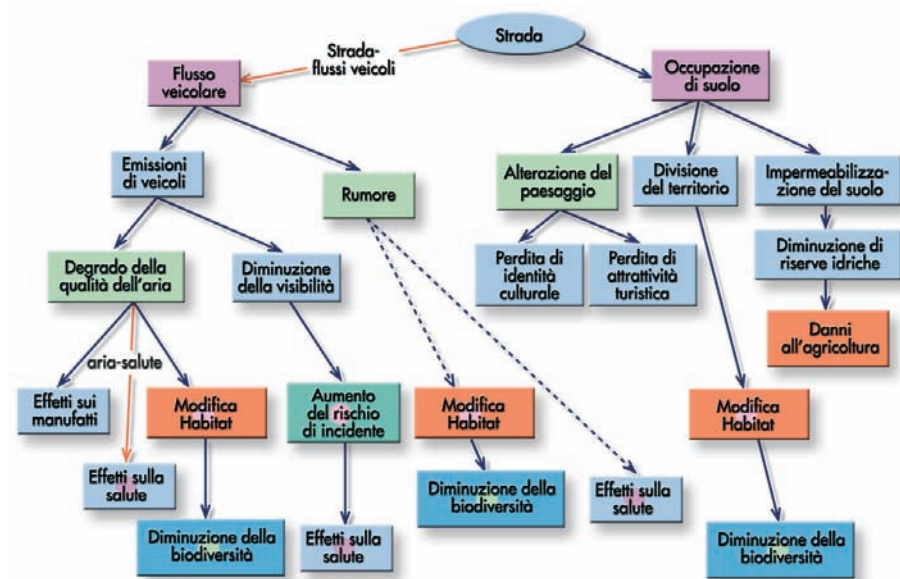 Strada
Strada-
flussi veicoli
Flusso
veicolare
Occupazione
di suolo
Emissioni
di veicoli
Rumore
Alterazione del
paesaggio
Divisione
del territorio
Impermeabilizza-
zione del suolo
Degrado della
qualità dell'aria
Diminuzione
della visibilità
Perdita di
identità
culturale
Perdita di
attrattività
turistica
Diminuzione di
riserve idriche
Danni
all'agricoltura
aria-salute
Effetti sui
manufatti
Modifica
Habitat
Aumento
del rischio
di incidente
Modifica
Habitat
Modifica
Habitat
Effetti sulla
salute
Diminuzione della
biodiversità
Effetti sulla
salute
Diminuzione della
biodiversità
Effetti sulla
salute
Diminuzione della
biodiversità